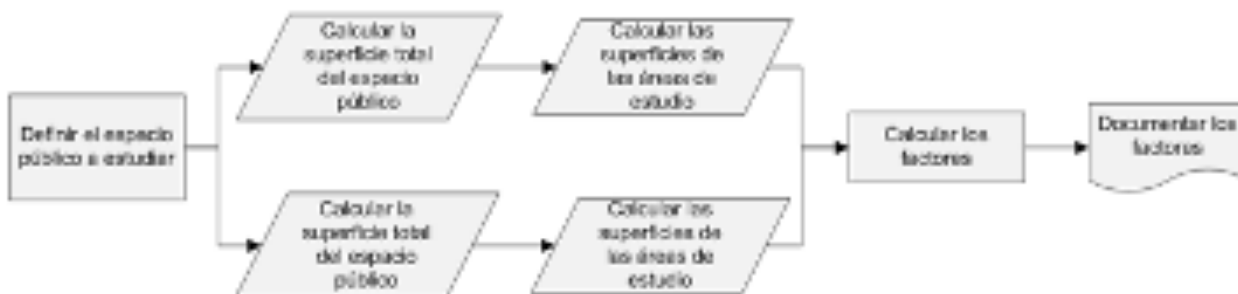 Definir el espacio
público a estudiar
Calcular la
superficie total
del espacio
público
Calcular las
superficies de
las áreas de
estudio
Calcular la
superficie total
del espacio
público
Calcular las
superficies de
las áreas de
estudio
Calcular los
factores
Documentar los
factores